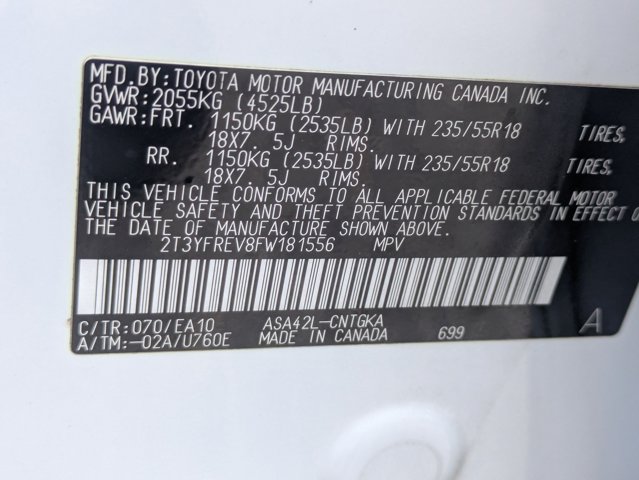 MFD.BY:TOYOTA MOTOR MANUFACTURING CANADA INC.
GVWR:2055KG (4525LB)
GAWR:FRT. 1150KG (2535LB) WITH 235/55R18 TIRES,
18X7. 5J RIMS.
RR. 1150KG (2535LB) WITH 235/55R18 TIRES,
18X7. 5J RIMS.
THIS VEHICLE CONFORMS TO ALL APPLICABLE FEDERAL MOTOR
VEHICLE SAFETY AND THEFT PREVENTION STANDARDS IN EFFECT O
THE DATE OF MANUFACTURE SHOWN ABOVE.
2T3YFREV8FW181556 MPV
C/TR:070/EA10 ASA42L-CNTGKA A
A/TM:-02A/U760E MADE IN CANADA 699